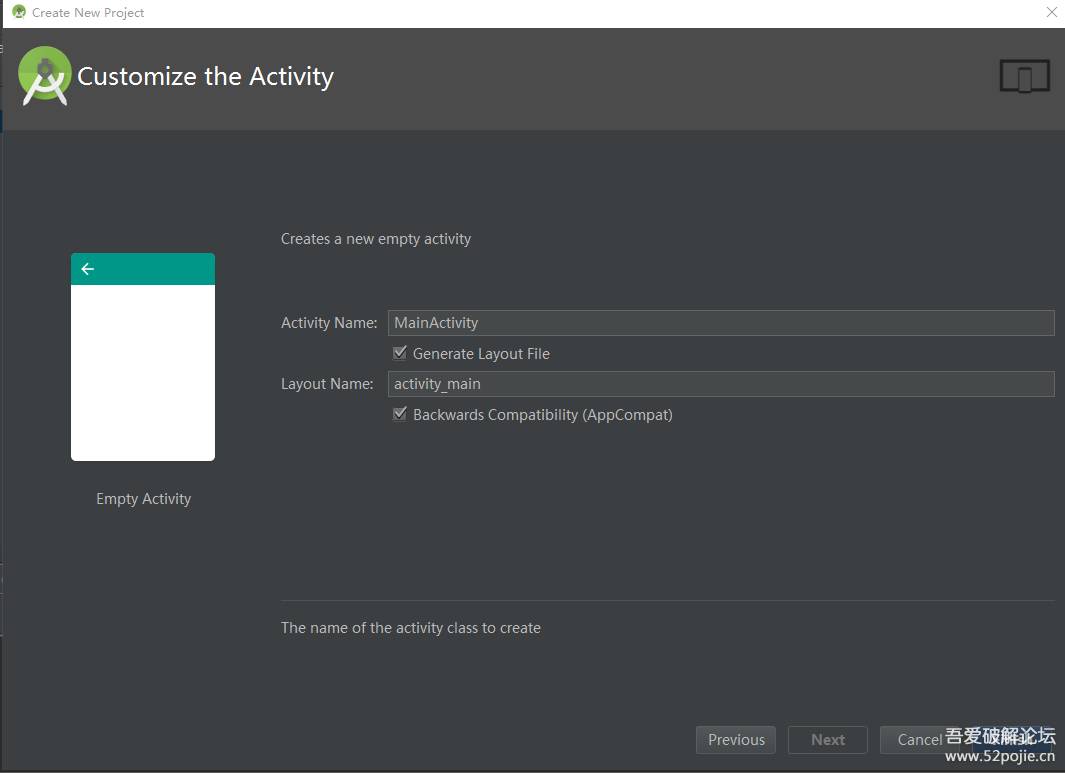 Create New Project
Customize the Activity
Creates a new empty activity
Activity Name: MainActivity
Generate Layout File
Layout Name: activity_main
Backwards Compatibility (AppCompat)
Empty Activity
The name of the activity class to create
Previous
Next
Cancel
吾爱破解论坛
www.52pojie.cn